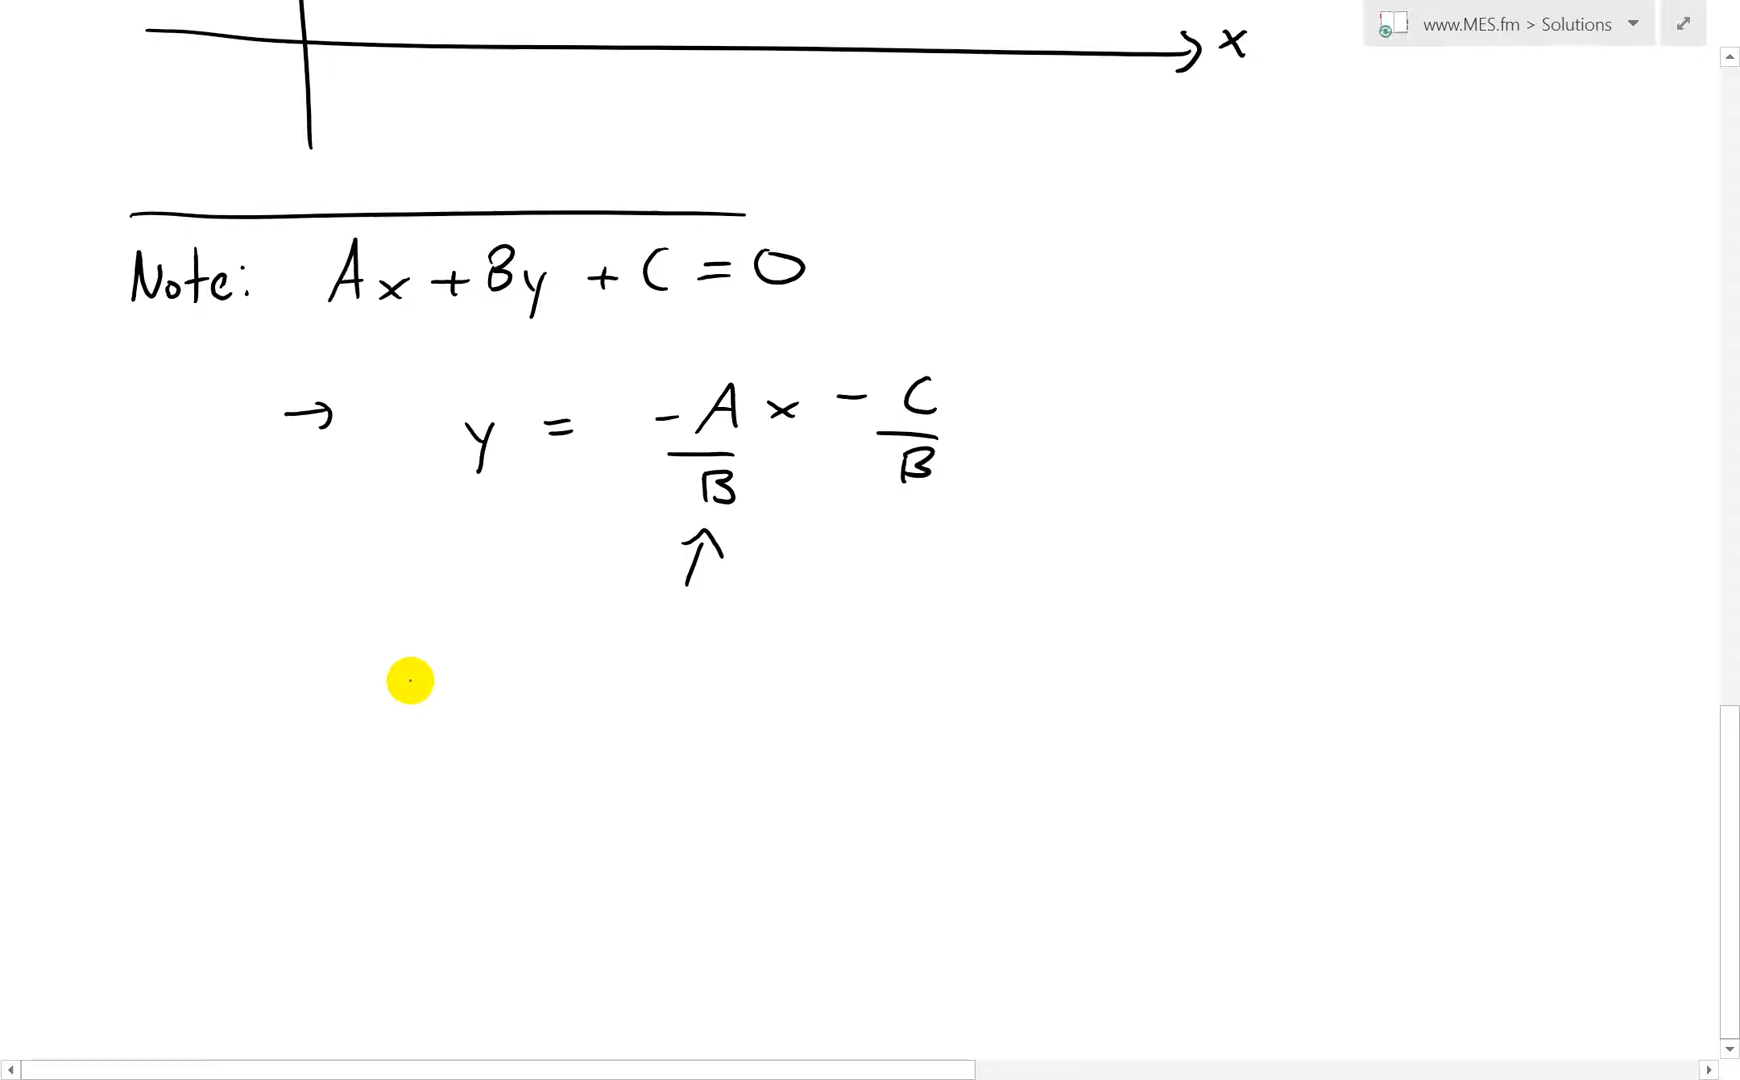 www.MES.fm > Solutions
x
Note: Ax + By + C = 0
→ y = -A/B x - C/B
↑